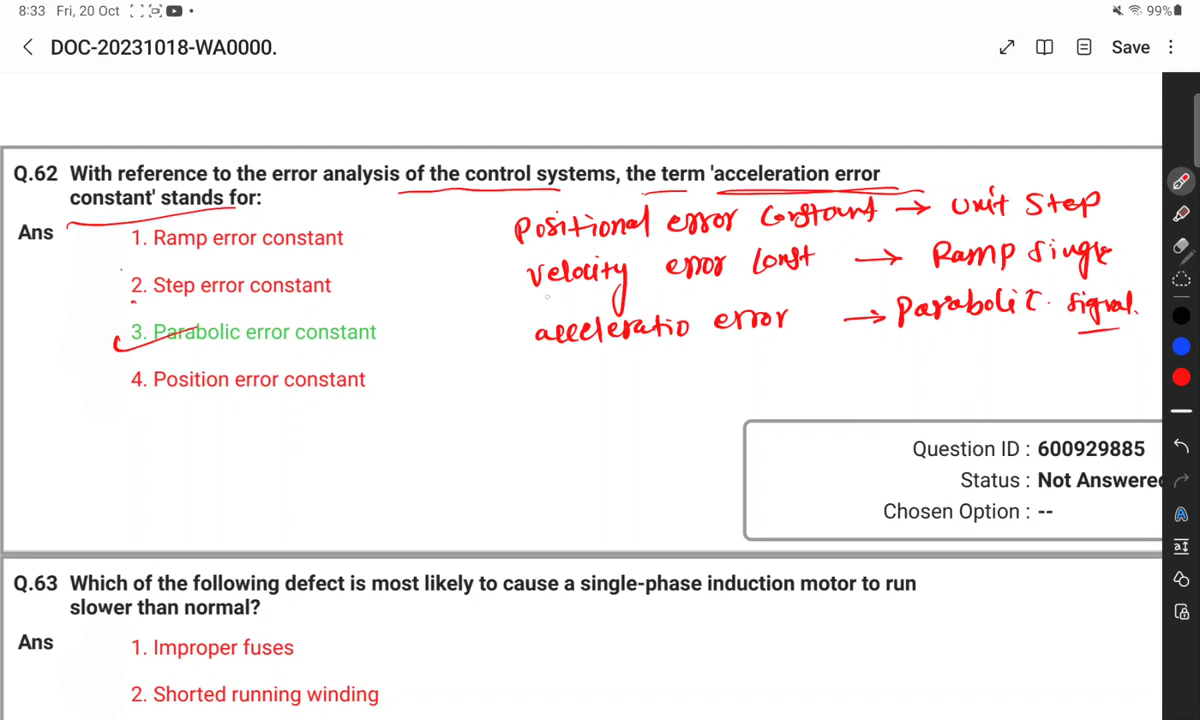 8:33 Fri, 20 Oct
99%
DOC-20231018-WA0000.
Save
Q.62 With reference to the error analysis of the control systems, the term 'acceleration error
constant' stands for:
Ans
1. Ramp error constant
2. Step error constant
3. Parabolic error constant
4. Position error constant
Positional error constant → unit step
velocity error const → Ramp single
acceleratio error → parabolic signal.
Question ID : 600929885
Status : Not Answered
Chosen Option : --
Q.63 Which of the following defect is most likely to cause a single-phase induction motor to run
slower than normal?
Ans
1. Improper fuses
2. Shorted running winding